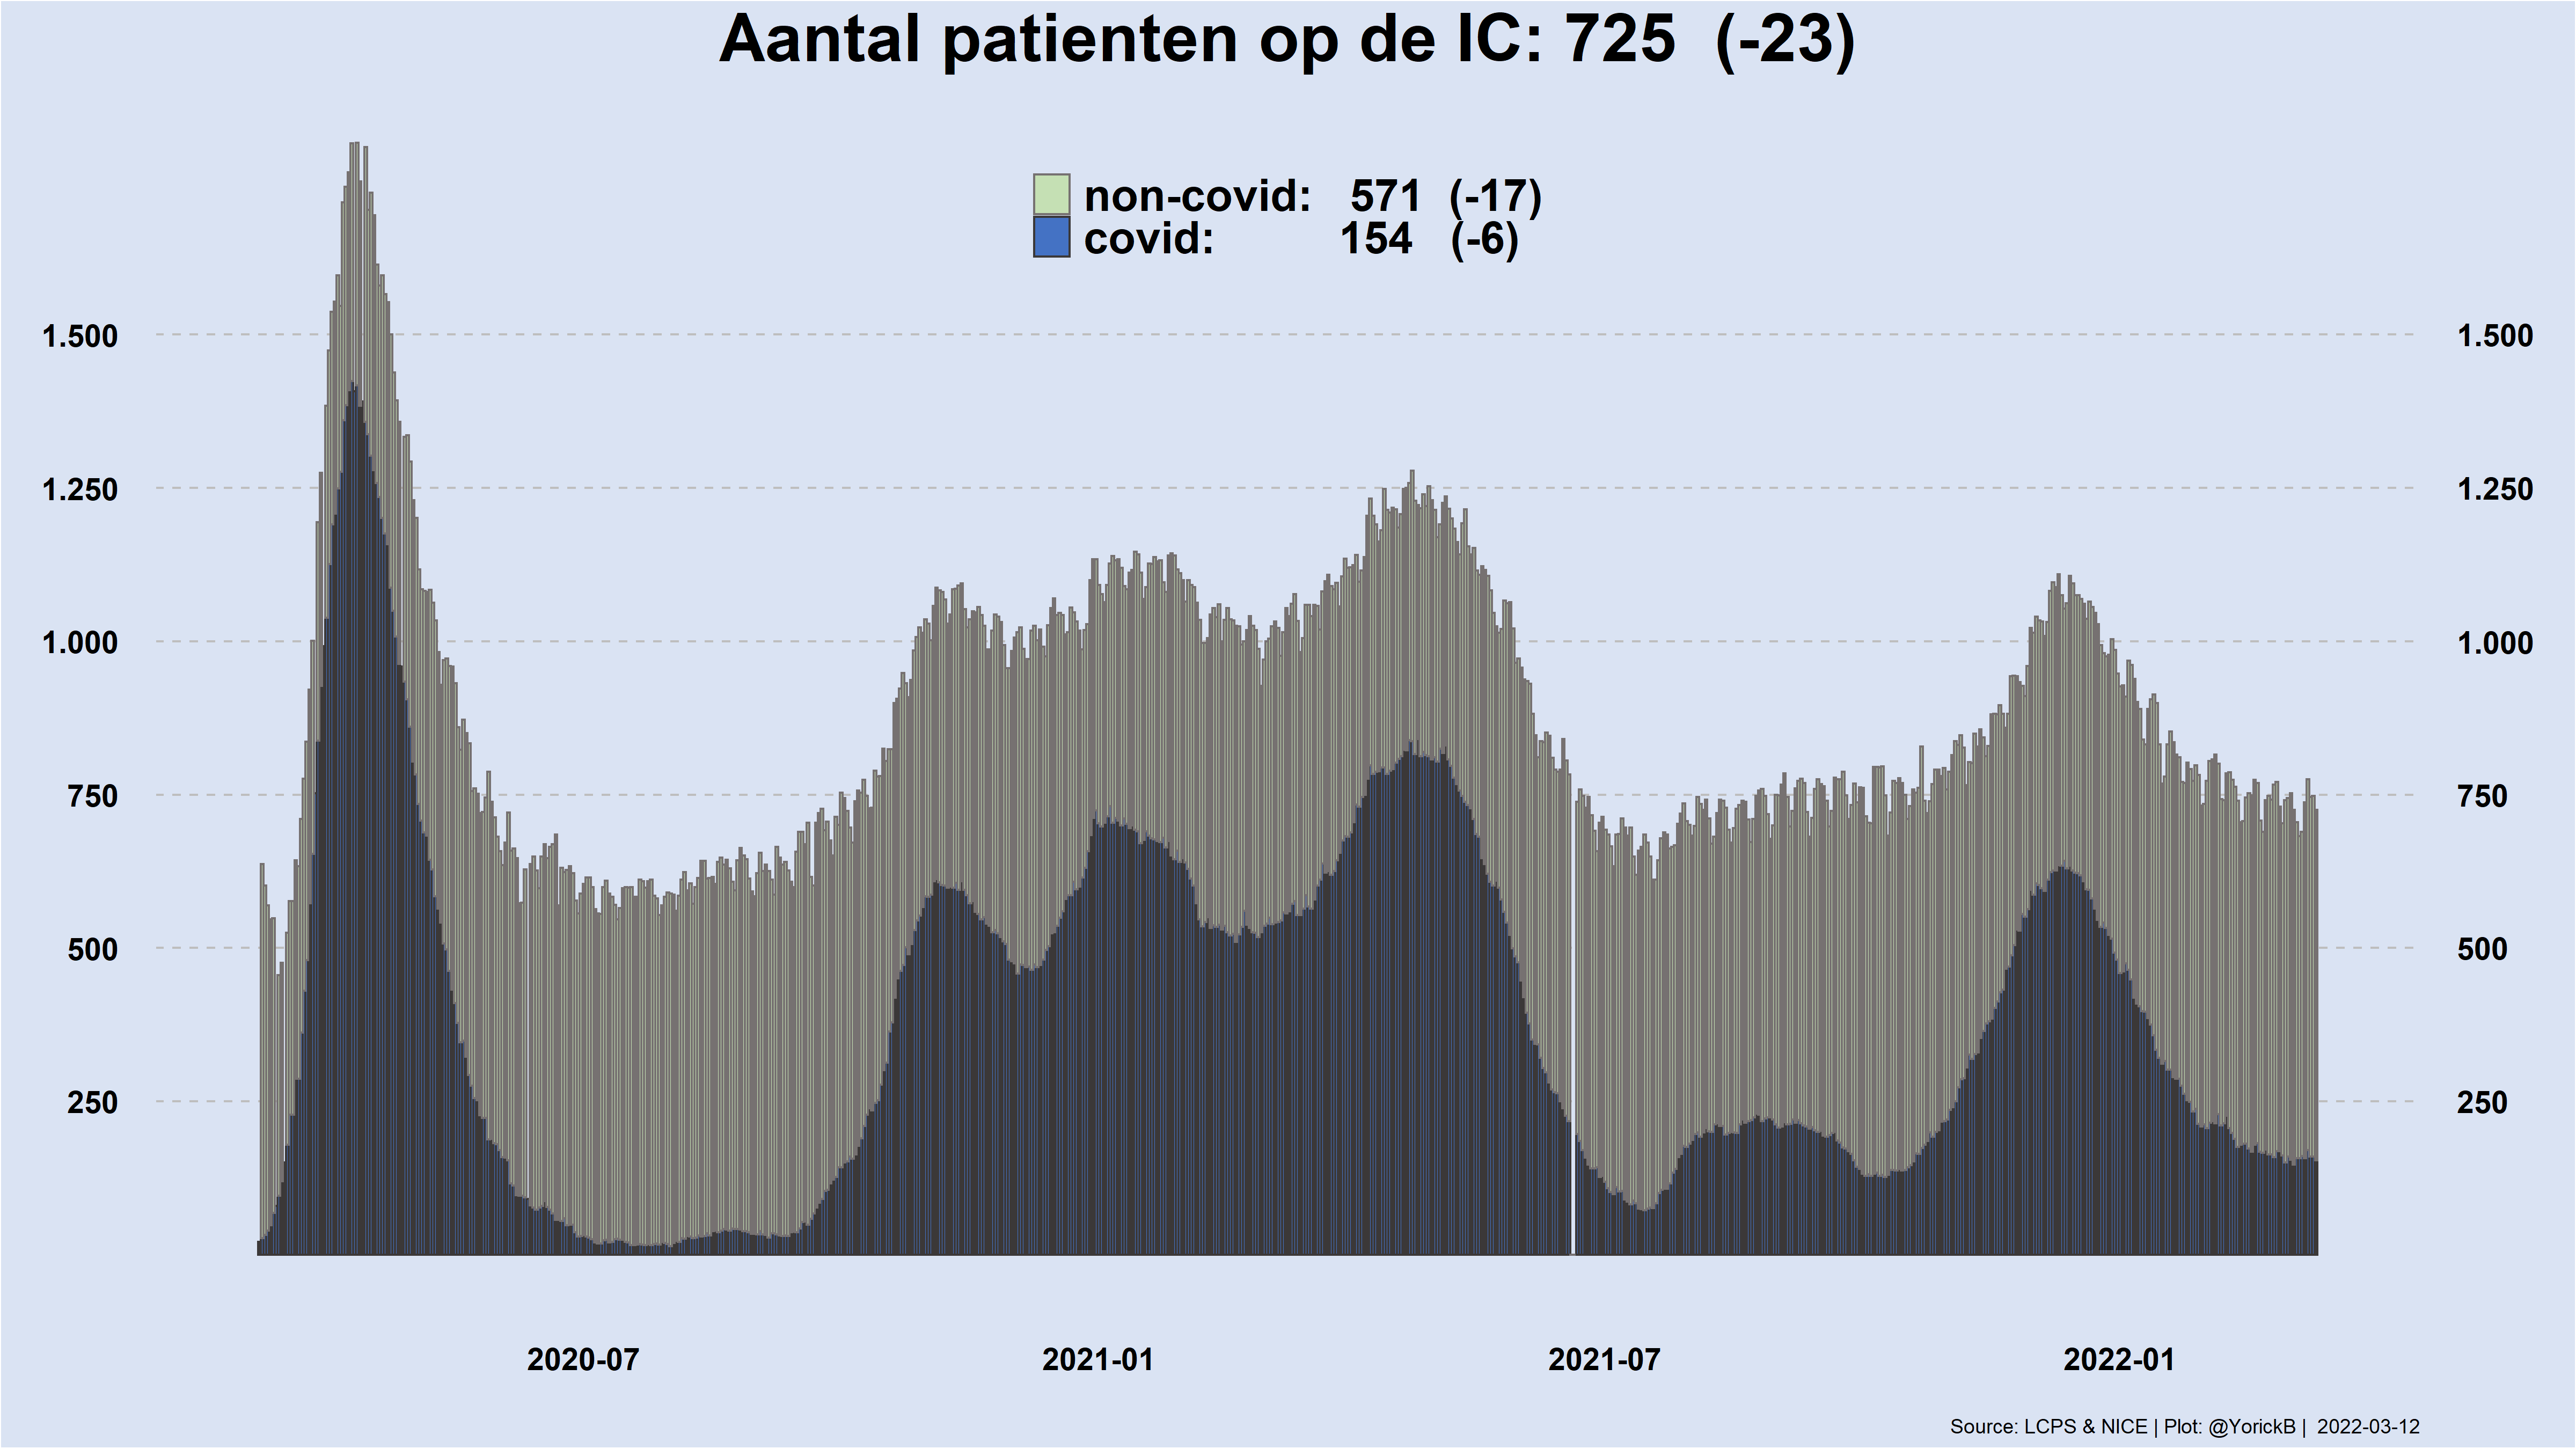 Aantal patienten op de IC: 725 (-23)
non-covid: 571 (-17)
covid: 154 (-6)
1.500 1.500
1.250 1.250
1.000 1.000
750 750
500 500
250 250
2020-07 2021-01 2021-07 2022-01
Source: LCPS & NICE | Plot: @YorickB | 2022-03-12